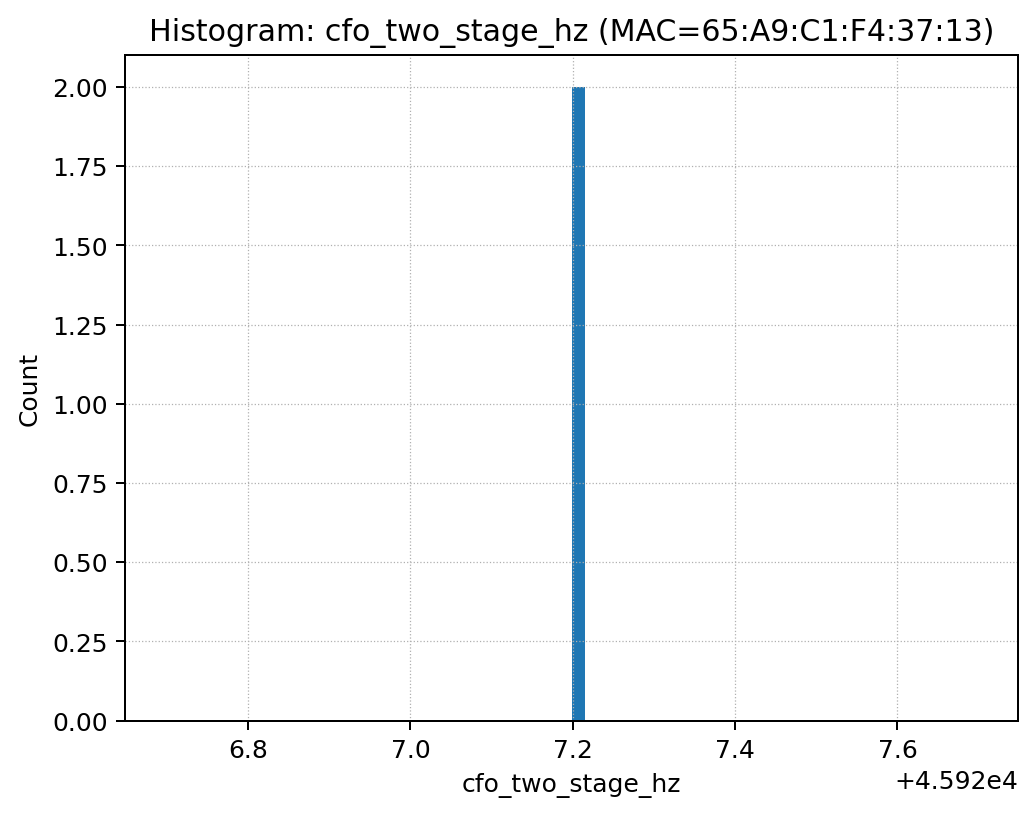 Histogram: cfo_two_stage_hz (MAC=65:A9:C1:F4:37:13)
2.00
1.75
1.50
1.25
1.00
0.75
0.50
0.25
0.00
Count
6.8 7.0 7.2 7.4 7.6
cfo_two_stage_hz
+4.592e4